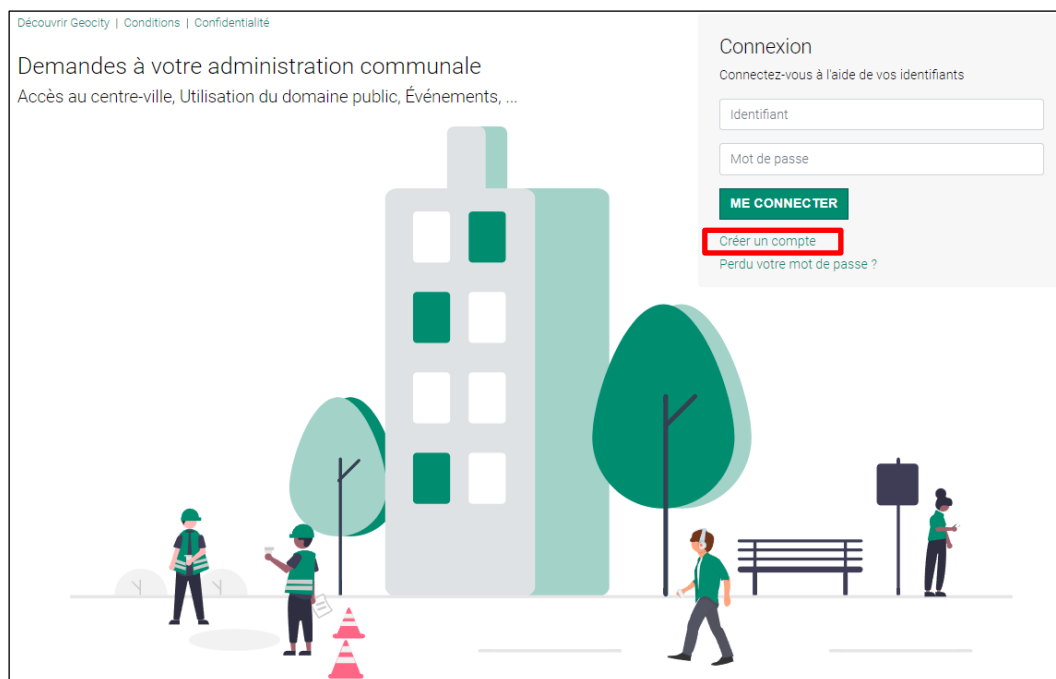 Découvrir Geocity | Conditions | Confidentialité
Demandes à votre administration communale
Accès au centre-ville, Utilisation du domaine public, Événements, ...
Connexion
Connectez-vous à l'aide de vos identifiants
Identifiant
Mot de passe
ME CONNECTER
Créer un compte
Perdu votre mot de passe ?